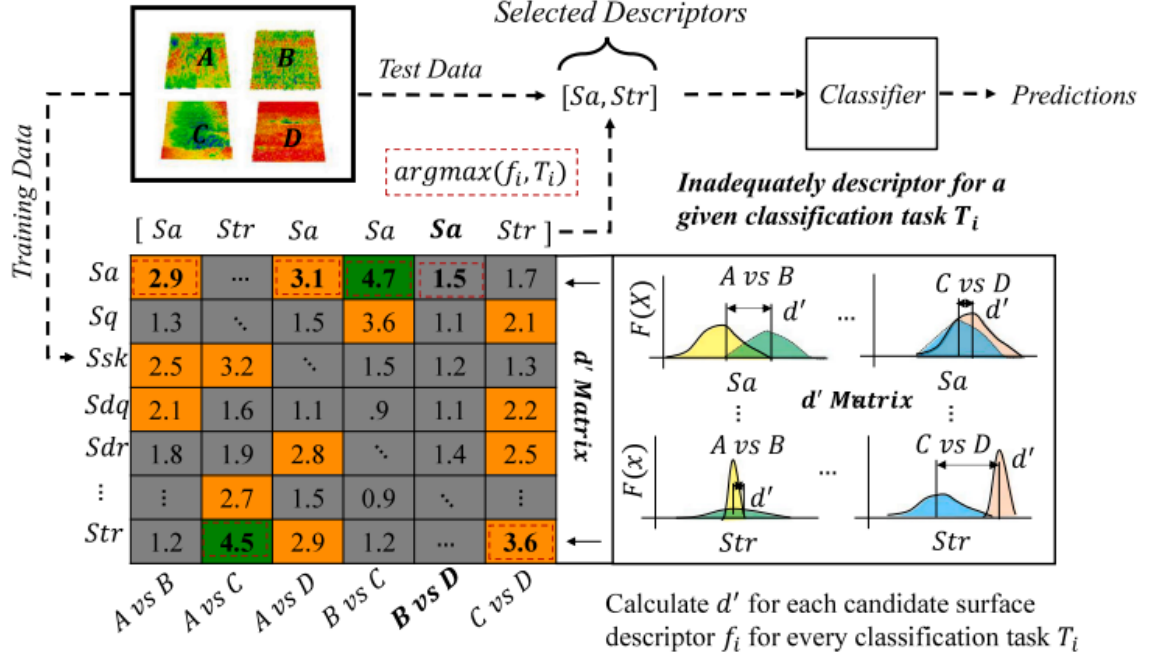 Selected Descriptors
A
B
C
D
Test Data
[Sa, Str]
Classifier
Predictions
Training Data
argmax(f_i, T_i)
Inadequately descriptor for a
given classification task T_i
[ Sa Str Sa Sa Sa Str ]
Sa 2.9 ⋯ 3.1 4.7 1.5 1.7
Sq 1.3 ⋱ 1.5 3.6 1.1 2.1
Ssk 2.5 3.2 ⋱ 1.5 1.2 1.3
Sdq 2.1 1.6 1.1 .9 1.1 2.2
Sdr 1.8 1.9 2.8 ⋱ 1.4 2.5
⋮ ⋮ 2.7 1.5 0.9 ⋱ ⋮
Str 1.2 4.5 2.9 1.2 ⋯ 3.6
A vs B
A vs C
A vs D
B vs C
B vs D
C vs D
d' Matrix
F(X)
A vs B
d'
Sa
...
C vs D
d'
Sa
⋮
d' Matrix
⋮
F(x)
A vs B
d'
Str
...
C vs D
d'
Str
Calculate d' for each candidate surface
descriptor f_i for every classification task T_i